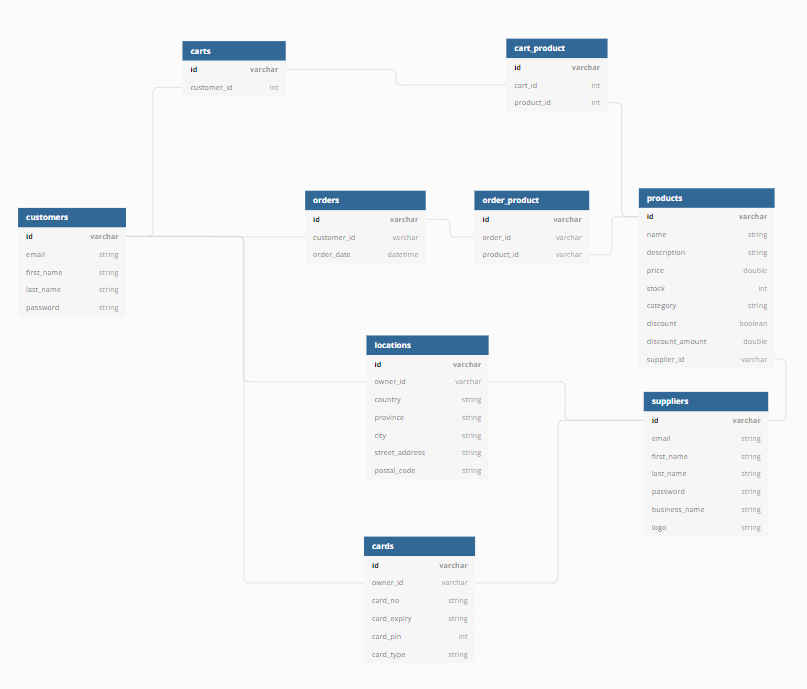 carts
id varchar
customer_id int
cart_product
id varchar
cart_id int
product_id int
customers
id varchar
email string
first_name string
last_name string
password string
orders
id varchar
customer_id varchar
order_date datetime
order_product
id varchar
order_id varchar
product_id varchar
products
id varchar
name string
description string
price double
stock int
category string
discount boolean
discount_amount double
supplier_id varchar
locations
id varchar
owner_id varchar
country string
province string
city string
street_address string
postal_code string
suppliers
id varchar
email string
first_name string
last_name string
password string
business_name string
logo string
cards
id varchar
owner_id varchar
card_no string
card_expiry string
card_pin int
card_type string